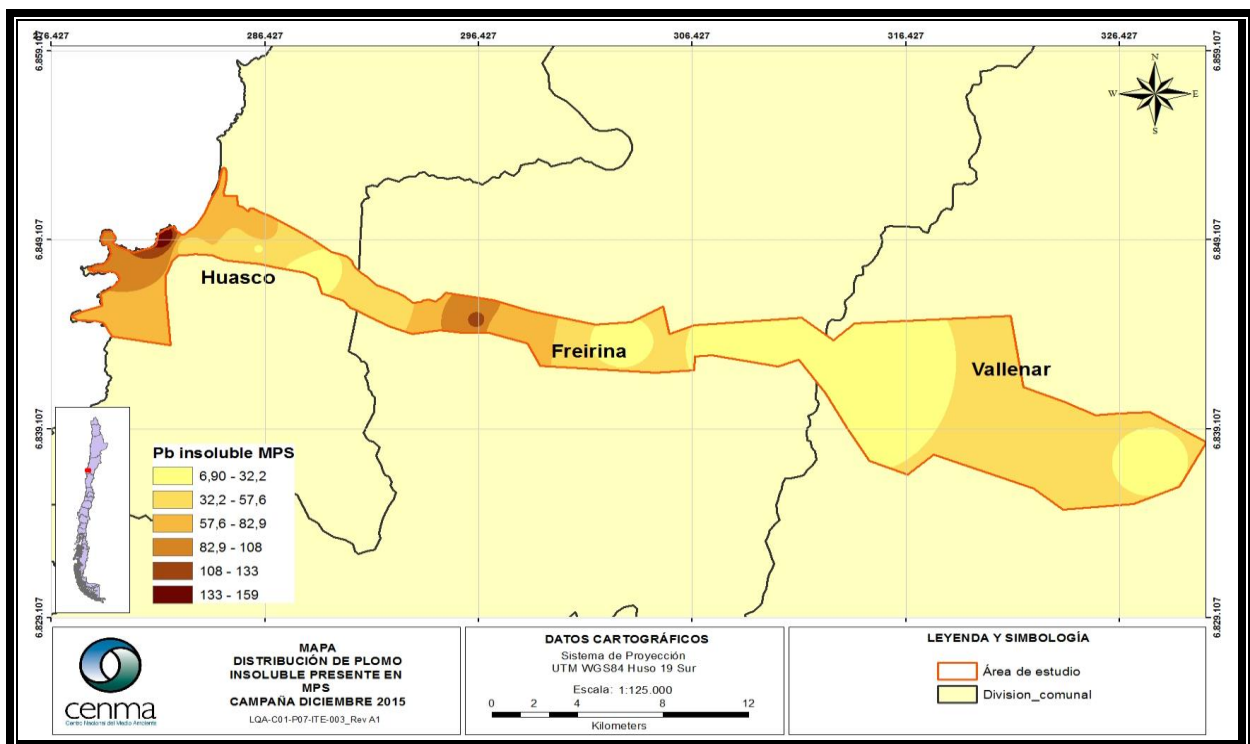 276.427 286.427 296.427 306.427 316.427 326.427
6.859.107 6.859.107
N
W E
S
6.849.107 6.849.107
Huasco
Freirina
Vallenar
6.839.107 6.839.107
Pb insoluble MPS
6,90 - 32,2
32,2 - 57,6
57,6 - 82,9
82,9 - 108
108 - 133
133 - 159
6.829.107 6.829.107
cenma
Centro Nacional del Medio Ambiente
MAPA
DISTRIBUCIÓN DE PLOMO
INSOLUBLE PRESENTE EN
MPS
CAMPAÑA DICIEMBRE 2015
LQA-C01-P07-ITE-003_Rev A1
DATOS CARTOGRÁFICOS
Sistema de Proyección
UTM WGS84 Huso 19 Sur
Escala: 1:125.000
0 2 4 8 12
Kilometers
LEYENDA Y SIMBOLOGÍA
Área de estudio
Division_comunal